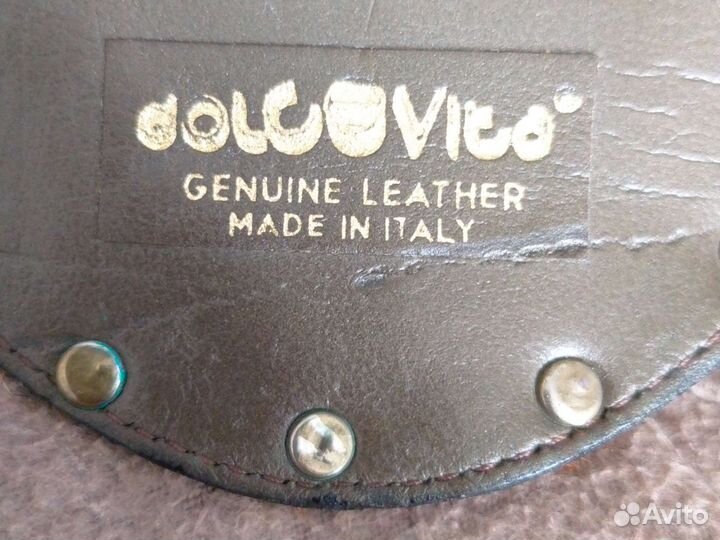 dolcevita
GENUINE LEATHER
MADE IN ITALY
Avito